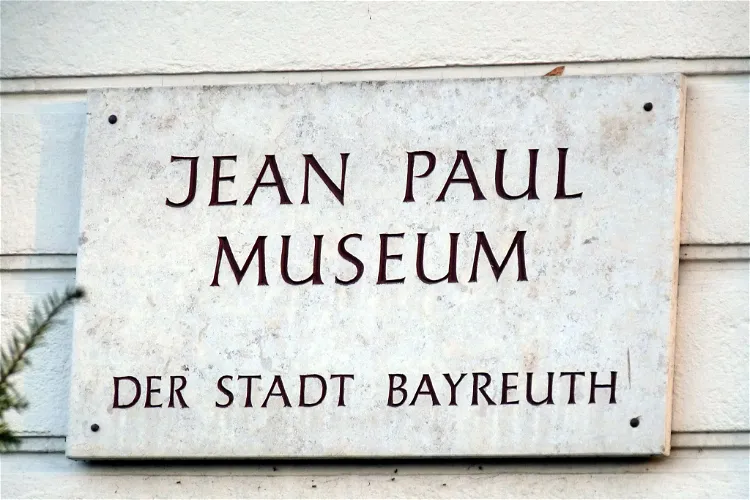 JEAN PAUL
MUSEUM
DER STADT BAYREUTH